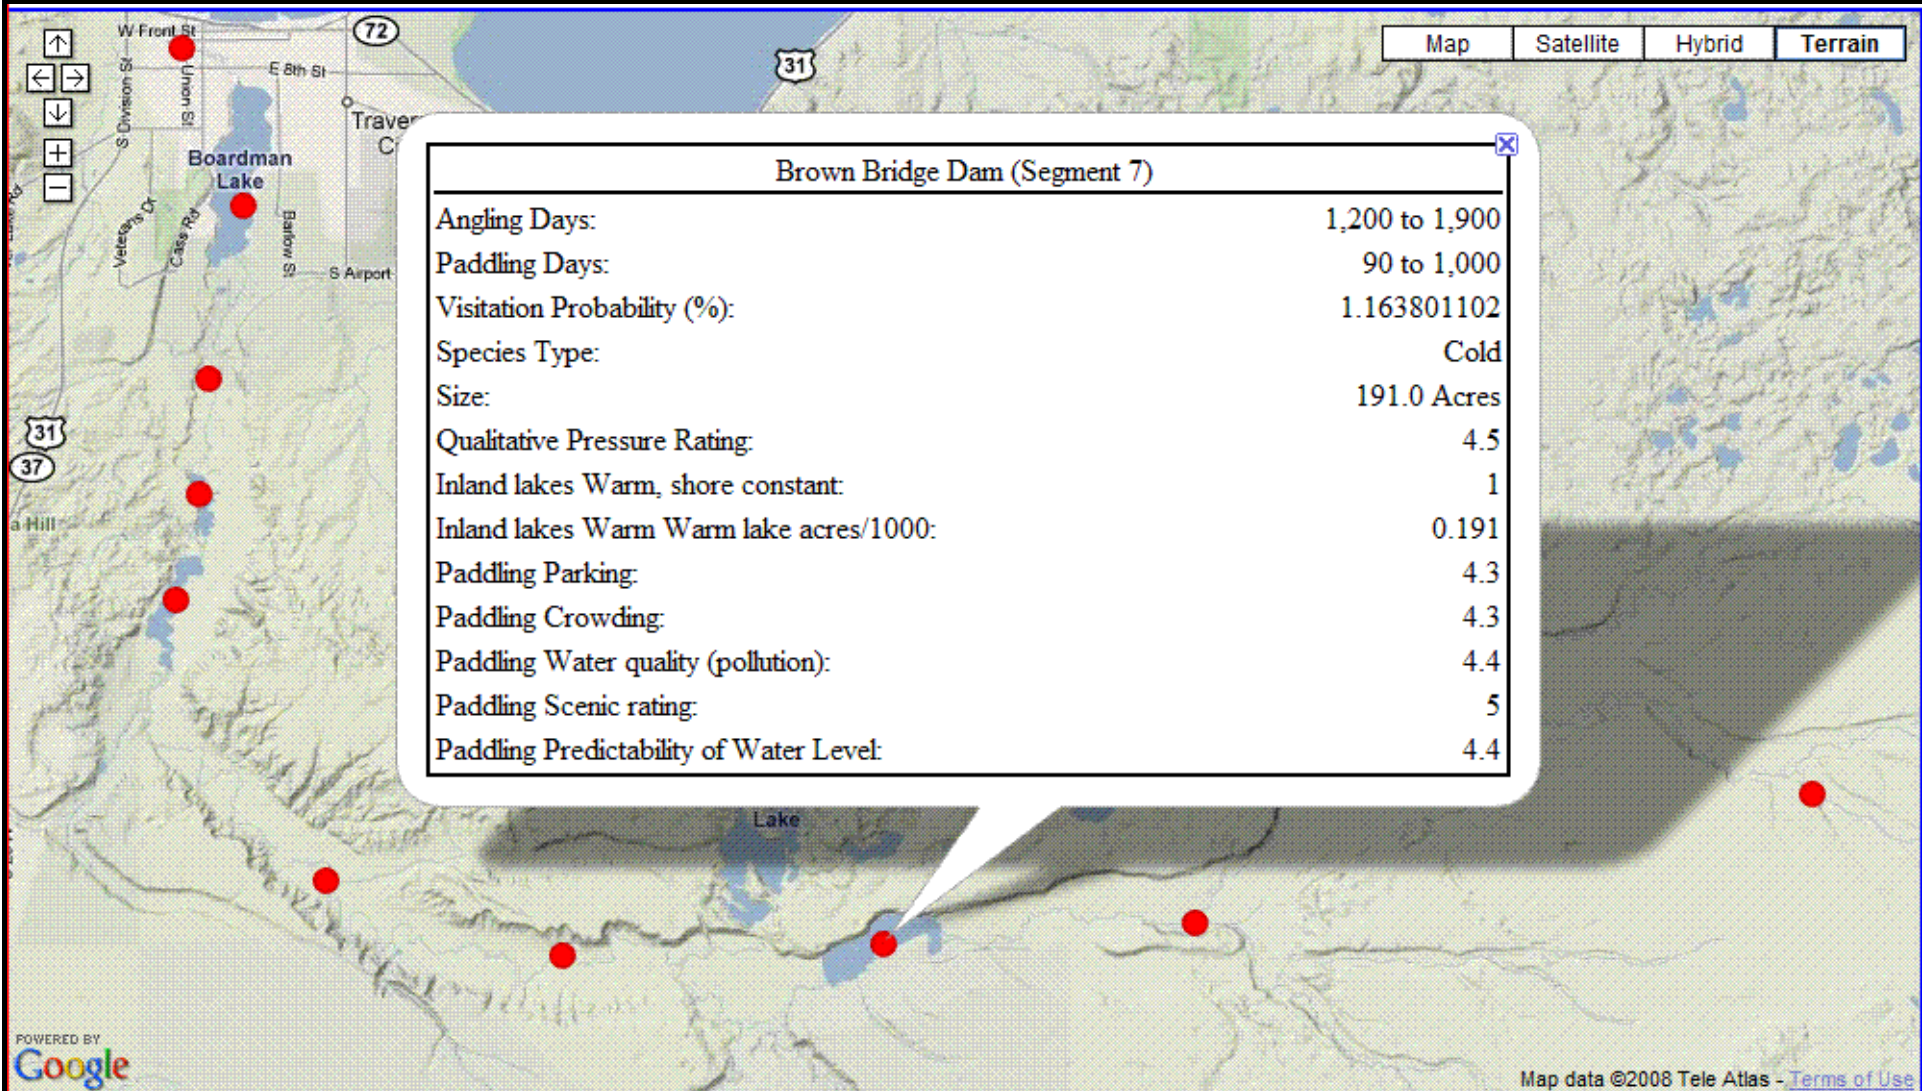 W Front St
72
31
Map
Satellite
Hybrid
Terrain
S Division St
Union St
E 8th St
Traver
C
Boardman
Lake
Veterans Dr
Cass Rd
Barlow St
S Airport
Lake Rd
Brown Bridge Dam (Segment 7)
Angling Days: 1,200 to 1,900
Paddling Days: 90 to 1,000
Visitation Probability (%): 1.163801102
Species Type: Cold
Size: 191.0 Acres
Qualitative Pressure Rating: 4.5
Inland lakes Warm, shore constant: 1
Inland lakes Warm Warm lake acres/1000: 0.191
Paddling Parking: 4.3
Paddling Crowding: 4.3
Paddling Water quality (pollution): 4.4
Paddling Scenic rating: 5
Paddling Predictability of Water Level: 4.4
31
37
a Hill
Lake
POWERED BY
Google
Map data ©2008 Tele Atlas - Terms of Use